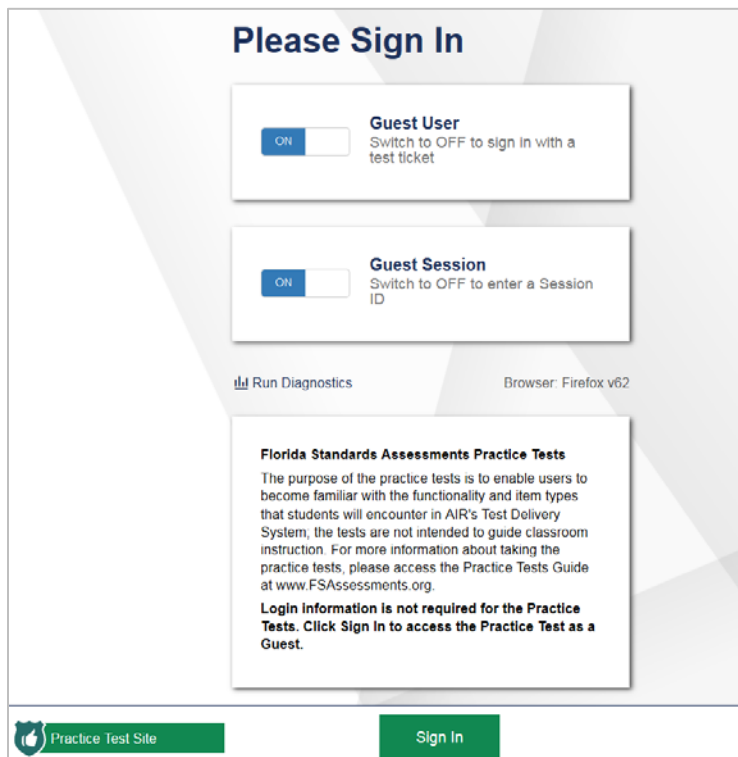 Please Sign In
ON
Guest User
Switch to OFF to sign in with a
test ticket
ON
Guest Session
Switch to OFF to enter a Session
ID
Run Diagnostics
Browser: Firefox v62
Florida Standards Assessments Practice Tests
The purpose of the practice tests is to enable users to
become familiar with the functionality and item types
that students will encounter in AIR's Test Delivery
System; the tests are not intended to guide classroom
instruction. For more information about taking the
practice tests, please access the Practice Tests Guide
at www.FSAssessments.org.
Login information is not required for the Practice
Tests. Click Sign In to access the Practice Test as a
Guest.
Practice Test Site
Sign In